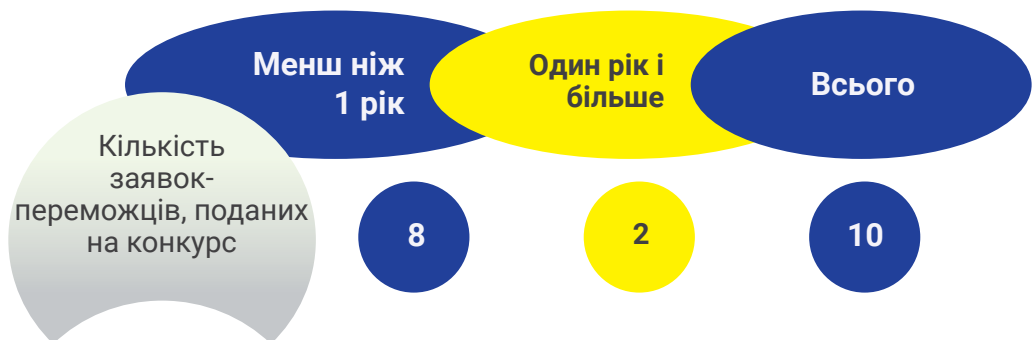 Менш ніж
1 рік
Один рік і
більше
Всього
Кількість
заявок-
переможців, поданих
на конкурс
8
2
10